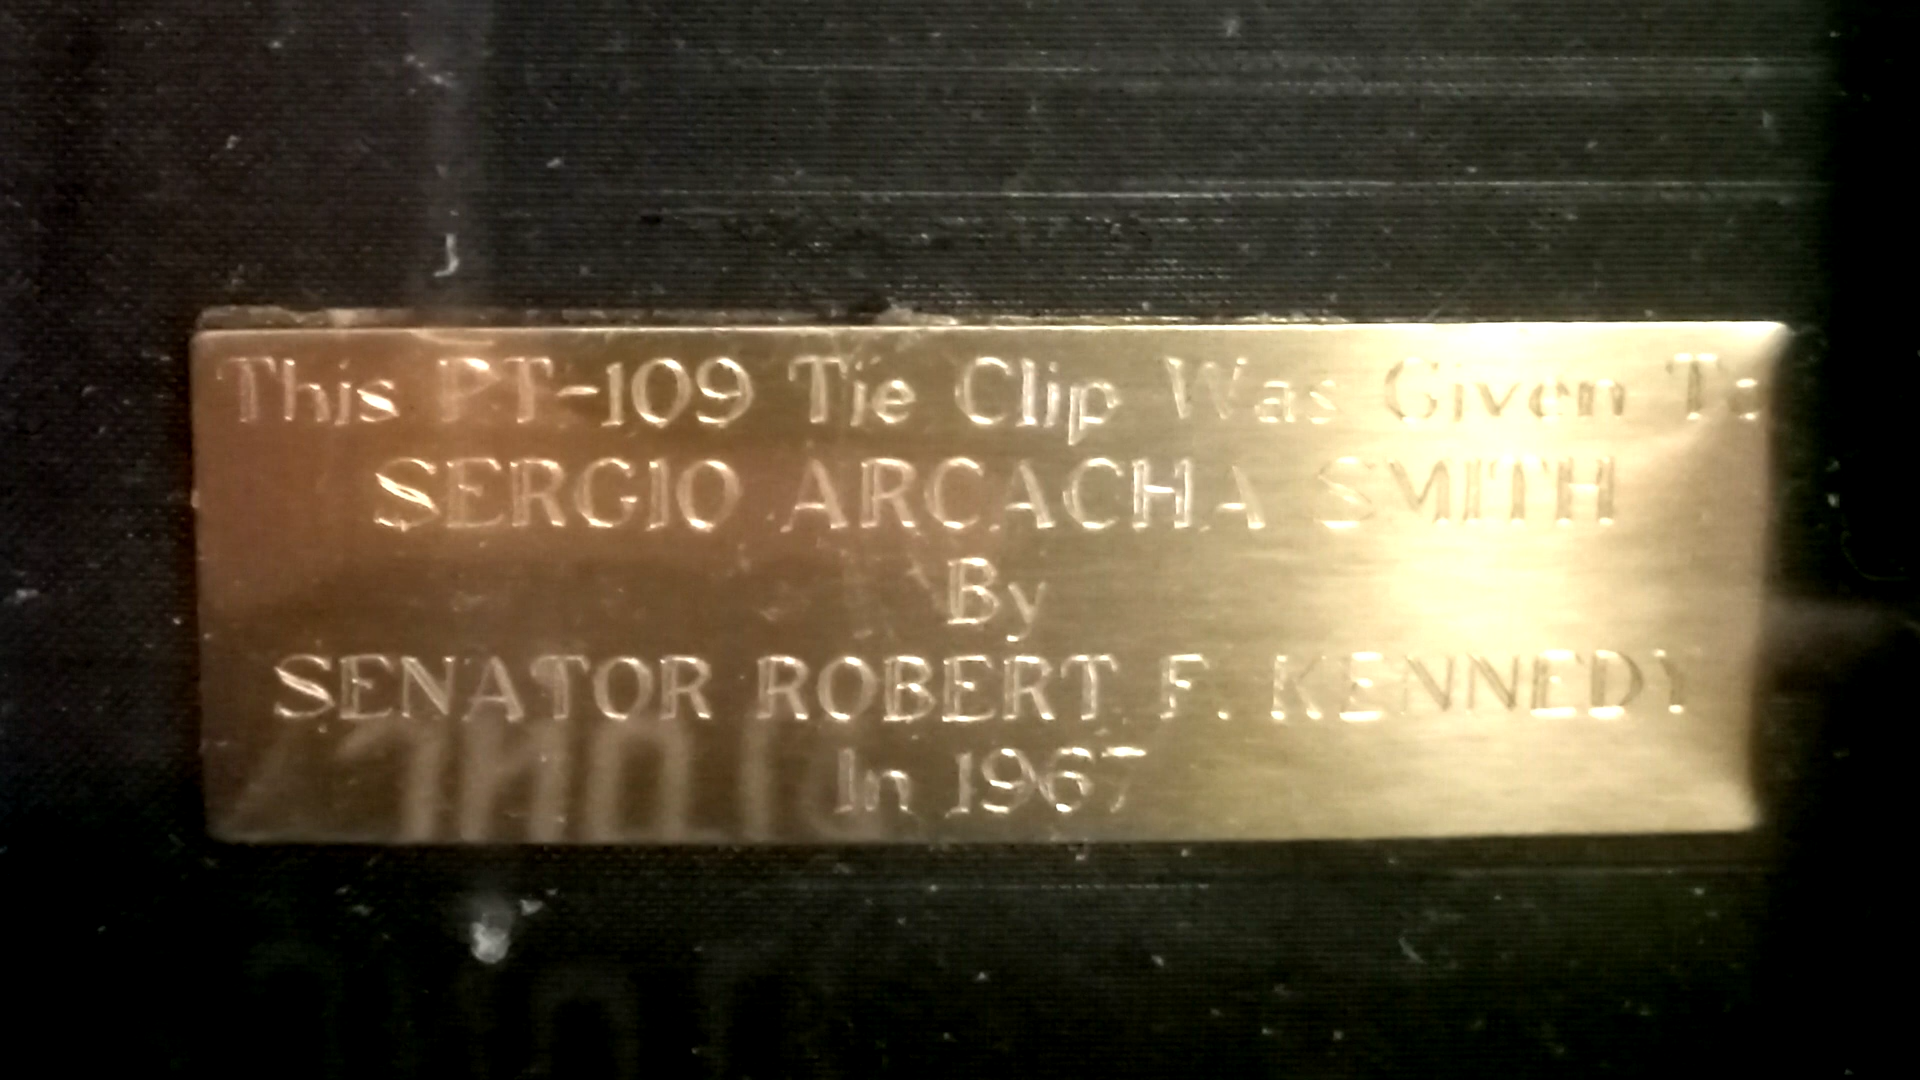 This PT-109 Tie Clip Was Given To
SERGIO ARCACHA SMITH
By
SENATOR ROBERT F. KENNEDY
In 1967